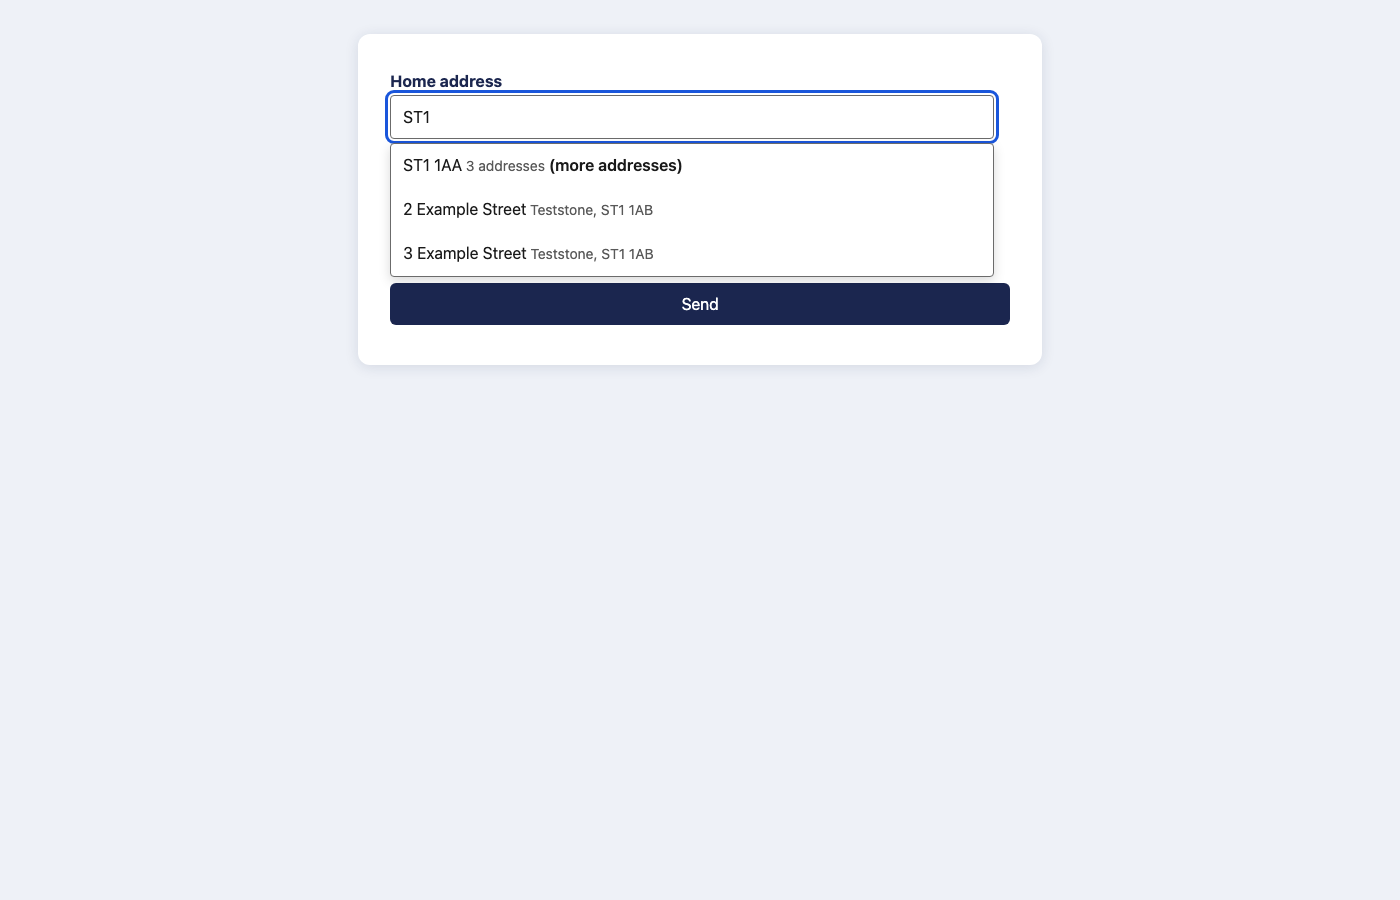 Home address
ST1
ST1 1AA 3 addresses (more addresses)
2 Example Street Teststone, ST1 1AB
3 Example Street Teststone, ST1 1AB
Send